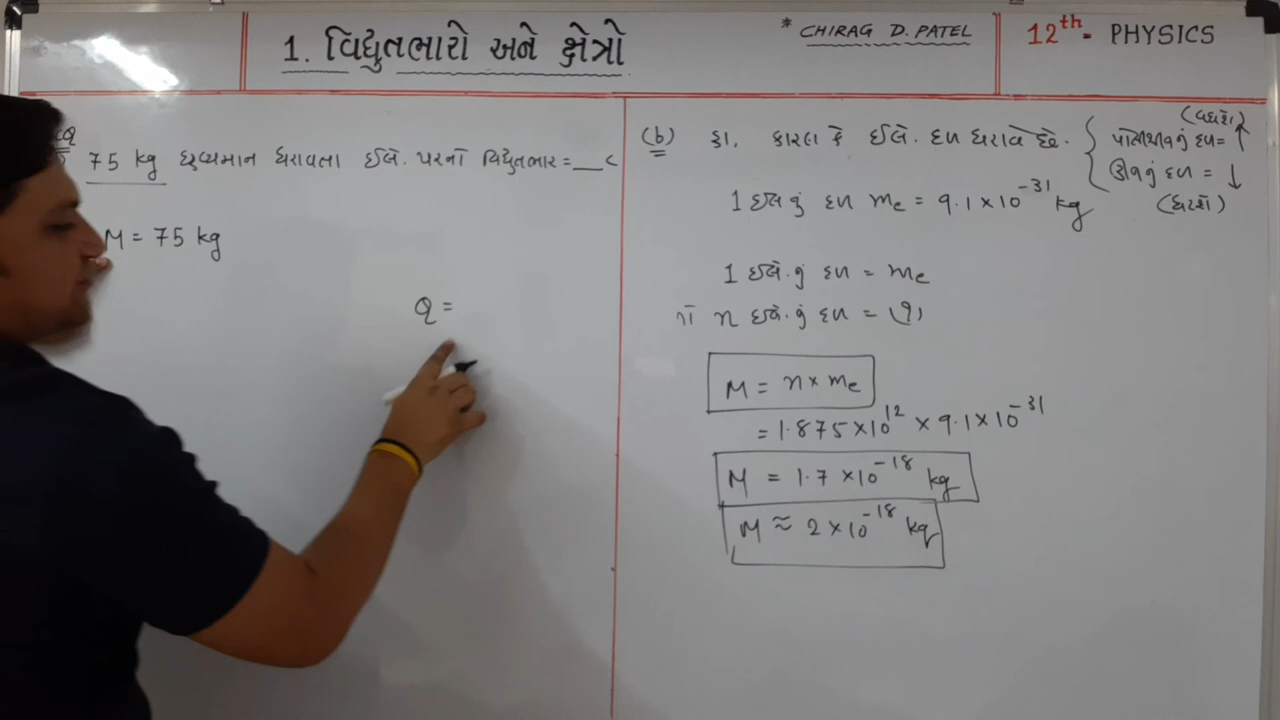 1. વિદ્યુતભારો અને ક્ષેત્રો
* CHIRAG D. PATEL
12th - PHYSICS
75 kg દ્રવ્યમાન ધરાવતા ઈલે. પરનો વિદ્યુતભાર = __ C
M = 75 kg
Q =
(b) હા. કારણ કે ઈલે. દળ ધરાવે છે.
(વધશે)
દળ = ↑
ઊનનું દળ = ↓
(ઘટશે)
1 ઈલેનું દળ me = 9.1 × 10^-31 kg
1 ઈલે.નું દળ = me
તો n ઈલે.નું દળ = (?)
M = n × me
= 1.875 × 10^12 × 9.1 × 10^-31
M = 1.7 × 10^-18 kg
M ≈ 2 × 10^-18 kg